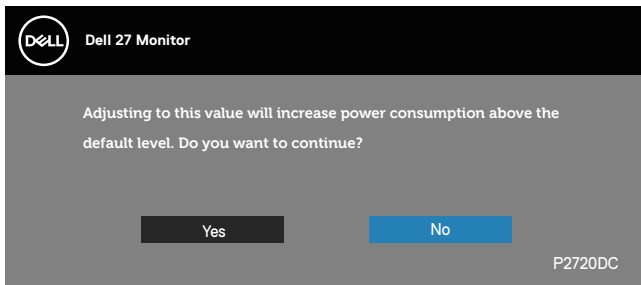 DELL
Dell 27 Monitor
Adjusting to this value will increase power consumption above the
default level. Do you want to continue?
Yes No
P2720DC